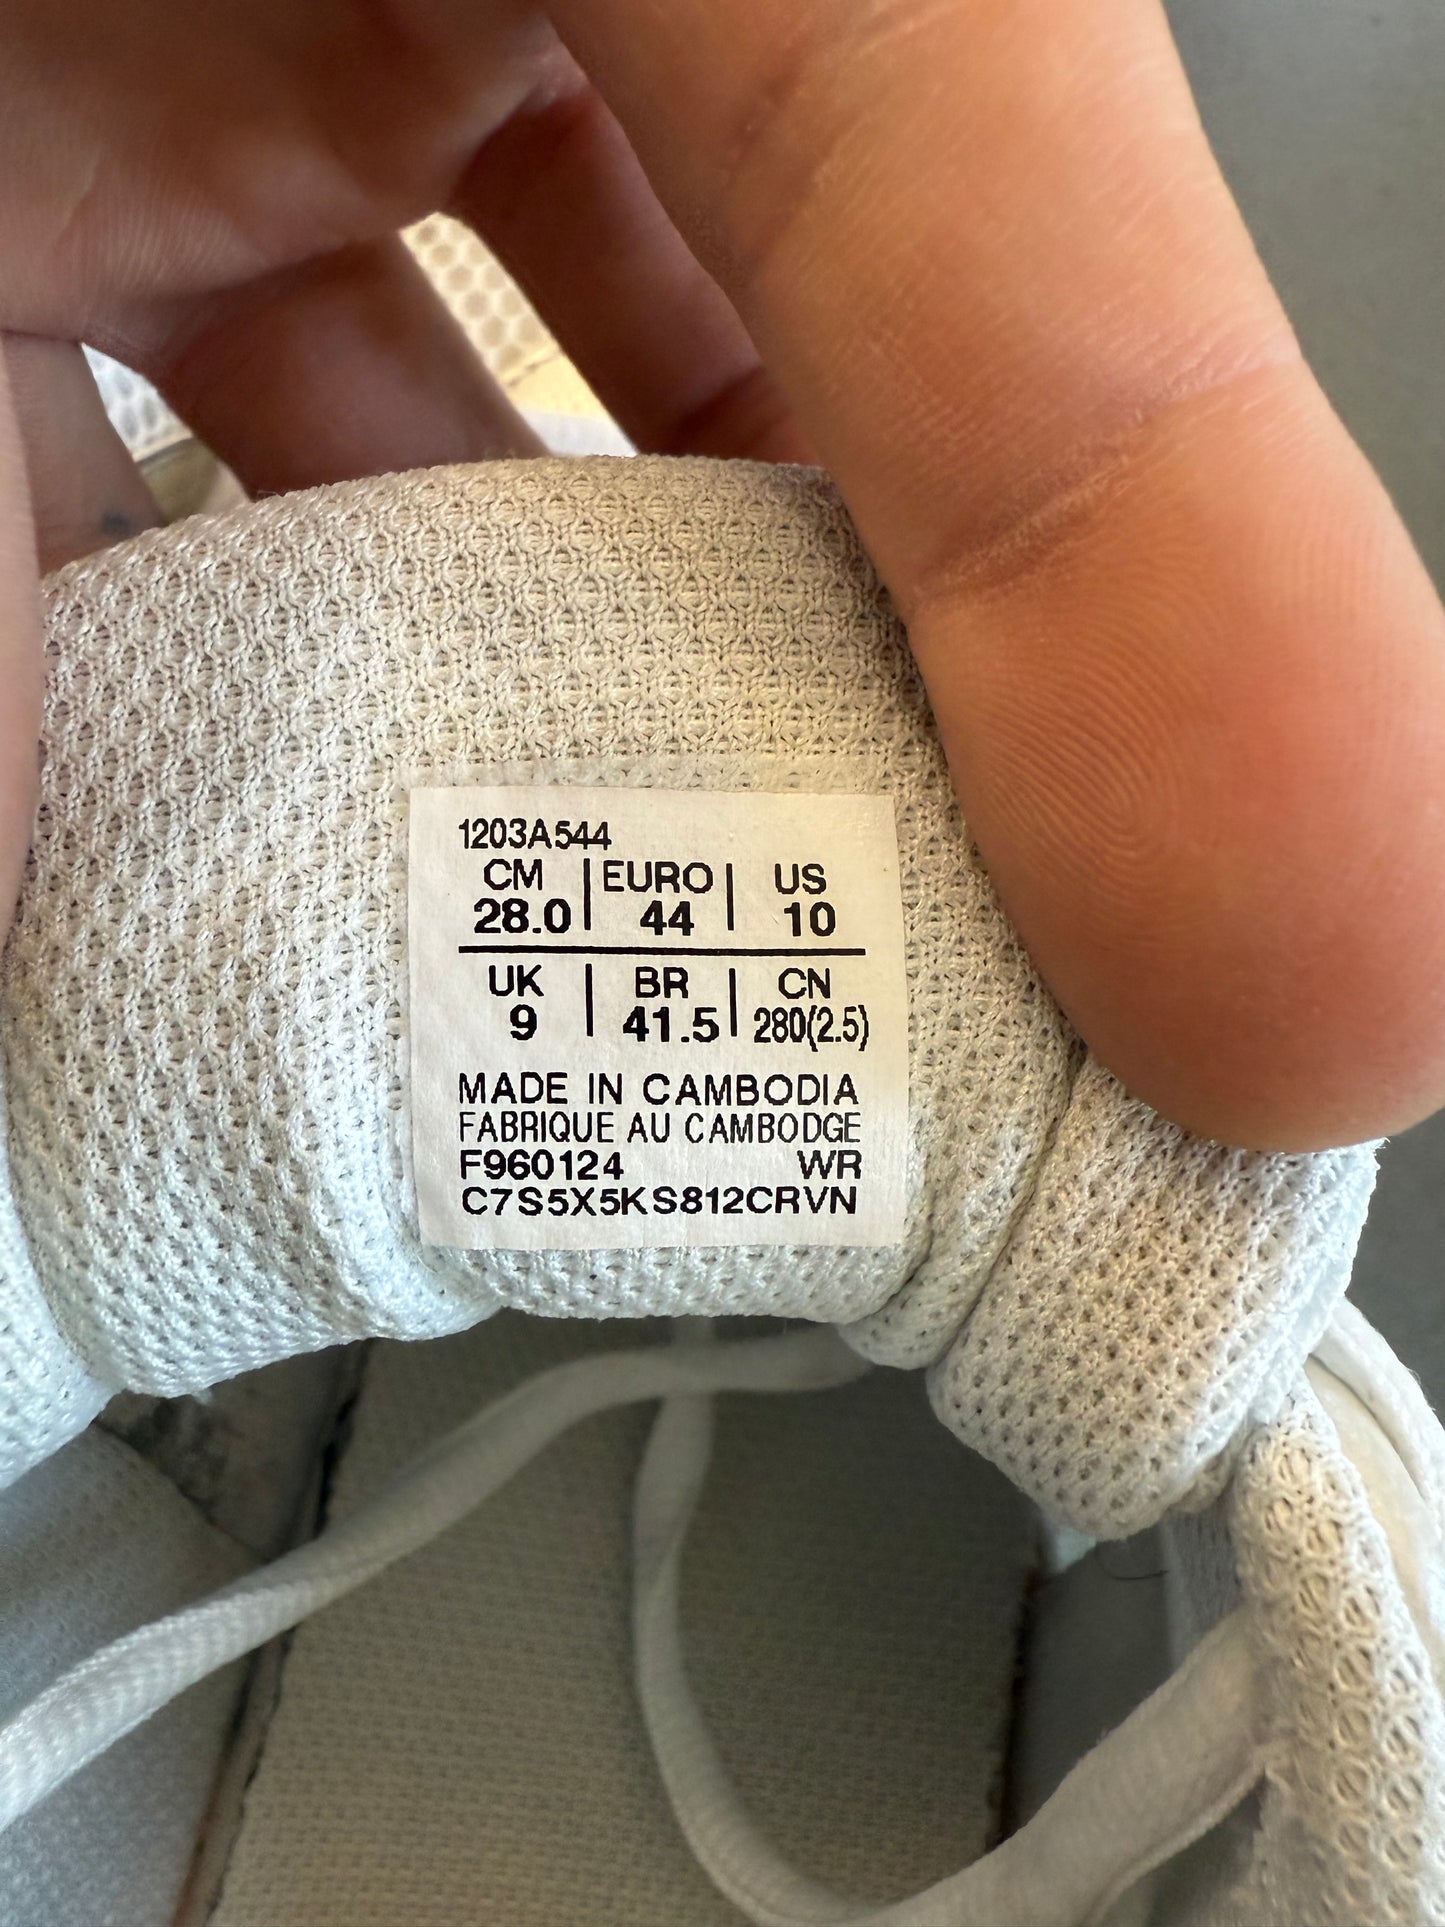 1203A544
CM | EURO | US
28.0 | 44 | 10
UK | BR | CN
9 | 41.5 | 280(2.5)
MADE IN CAMBODIA
FABRIQUE AU CAMBODGE
F960124 WR
C7S5X5KS812CRVN